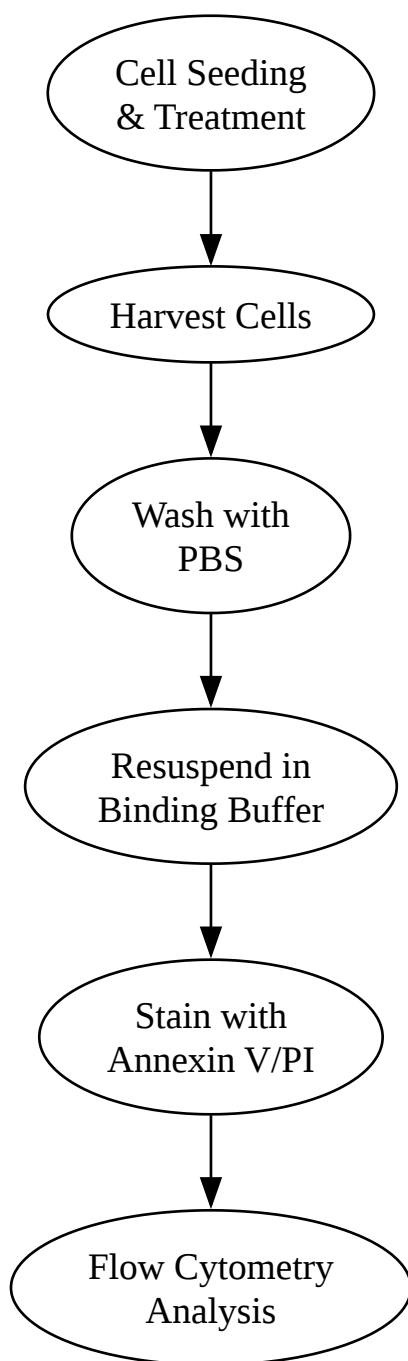 Cell Seeding
& Treatment
Harvest Cells
Wash with
PBS
Resuspend in
Binding Buffer
Stain with
Annexin V/PI
Flow Cytometry
Analysis